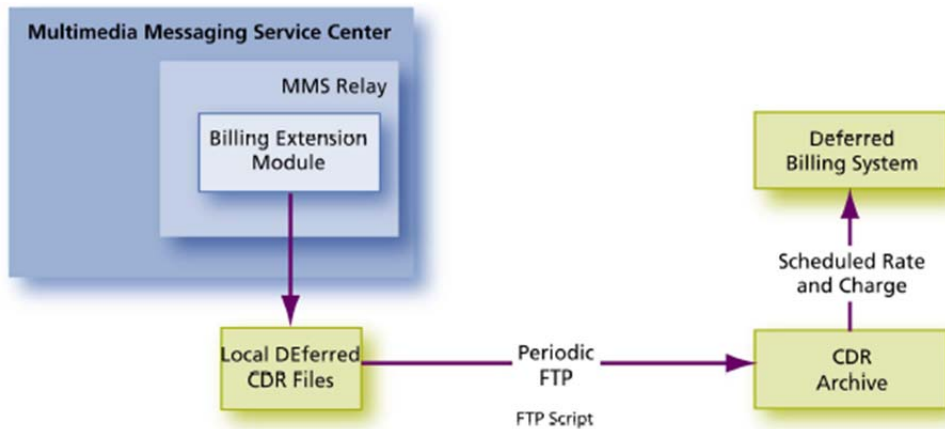 Multimedia Messaging Service Center
MMS Relay
Billing Extension
Module
Deferred
Billing System
Scheduled Rate
and Charge
Local DEferred
CDR Files
Periodic
FTP
FTP Script
CDR
Archive